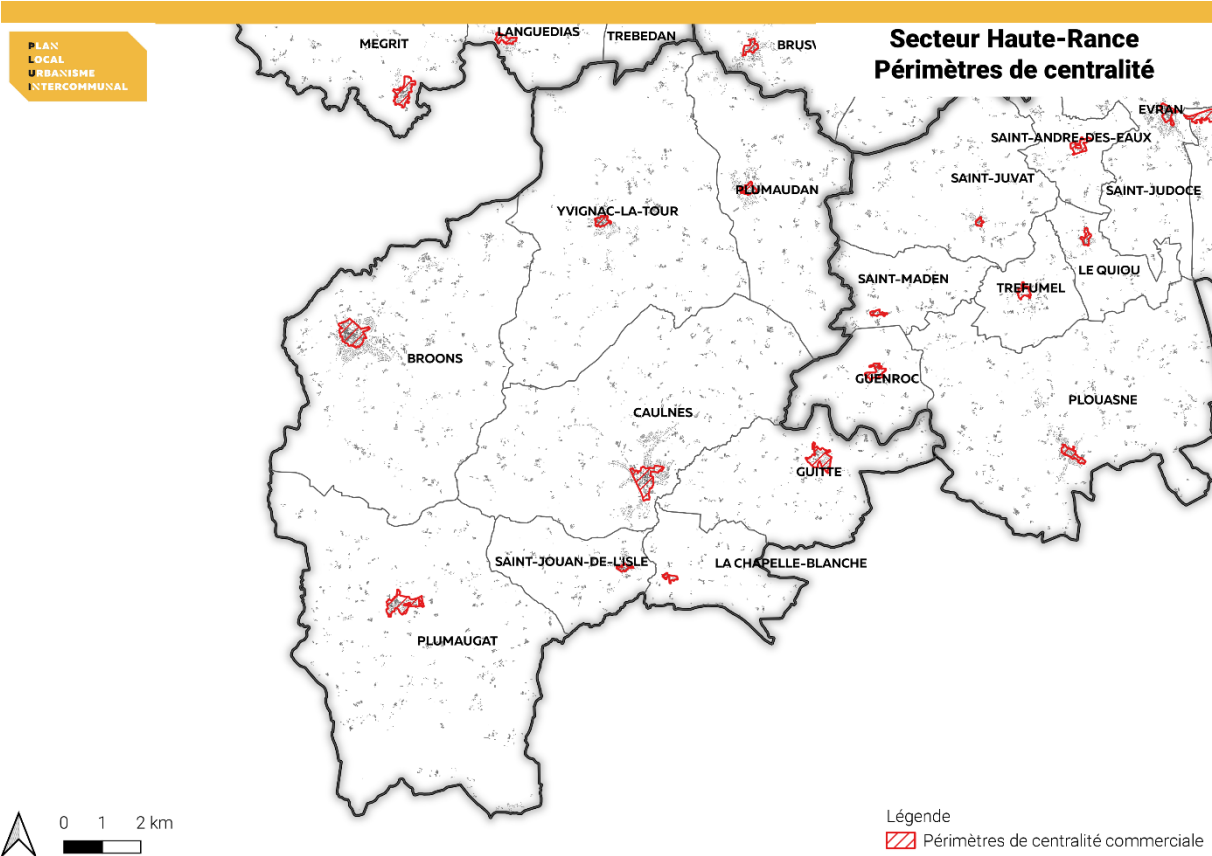 PLAN
LOCAL
URBANISME
INTERCOMMUNAL
Secteur Haute-Rance
Périmètres de centralité
MEGRIT
LANGUEDIAS
TREBEDAN
BRUSV
EVRAN
SAINT-ANDRE-DES-EAUX
SAINT-JUVAT
SAINT-JUDOCE
PLUMAUDAN
YVIGNAC-LA-TOUR
SAINT-MADEN
LE QUIOU
TREFUMEL
BROONS
GUENROC
PLOUASNE
CAULNES
GUITTE
SAINT-JOUAN-DE-L'ISLE
LA CHAPELLE-BLANCHE
PLUMAUGAT
0 1 2 km
Légende
Périmètres de centralité commerciale